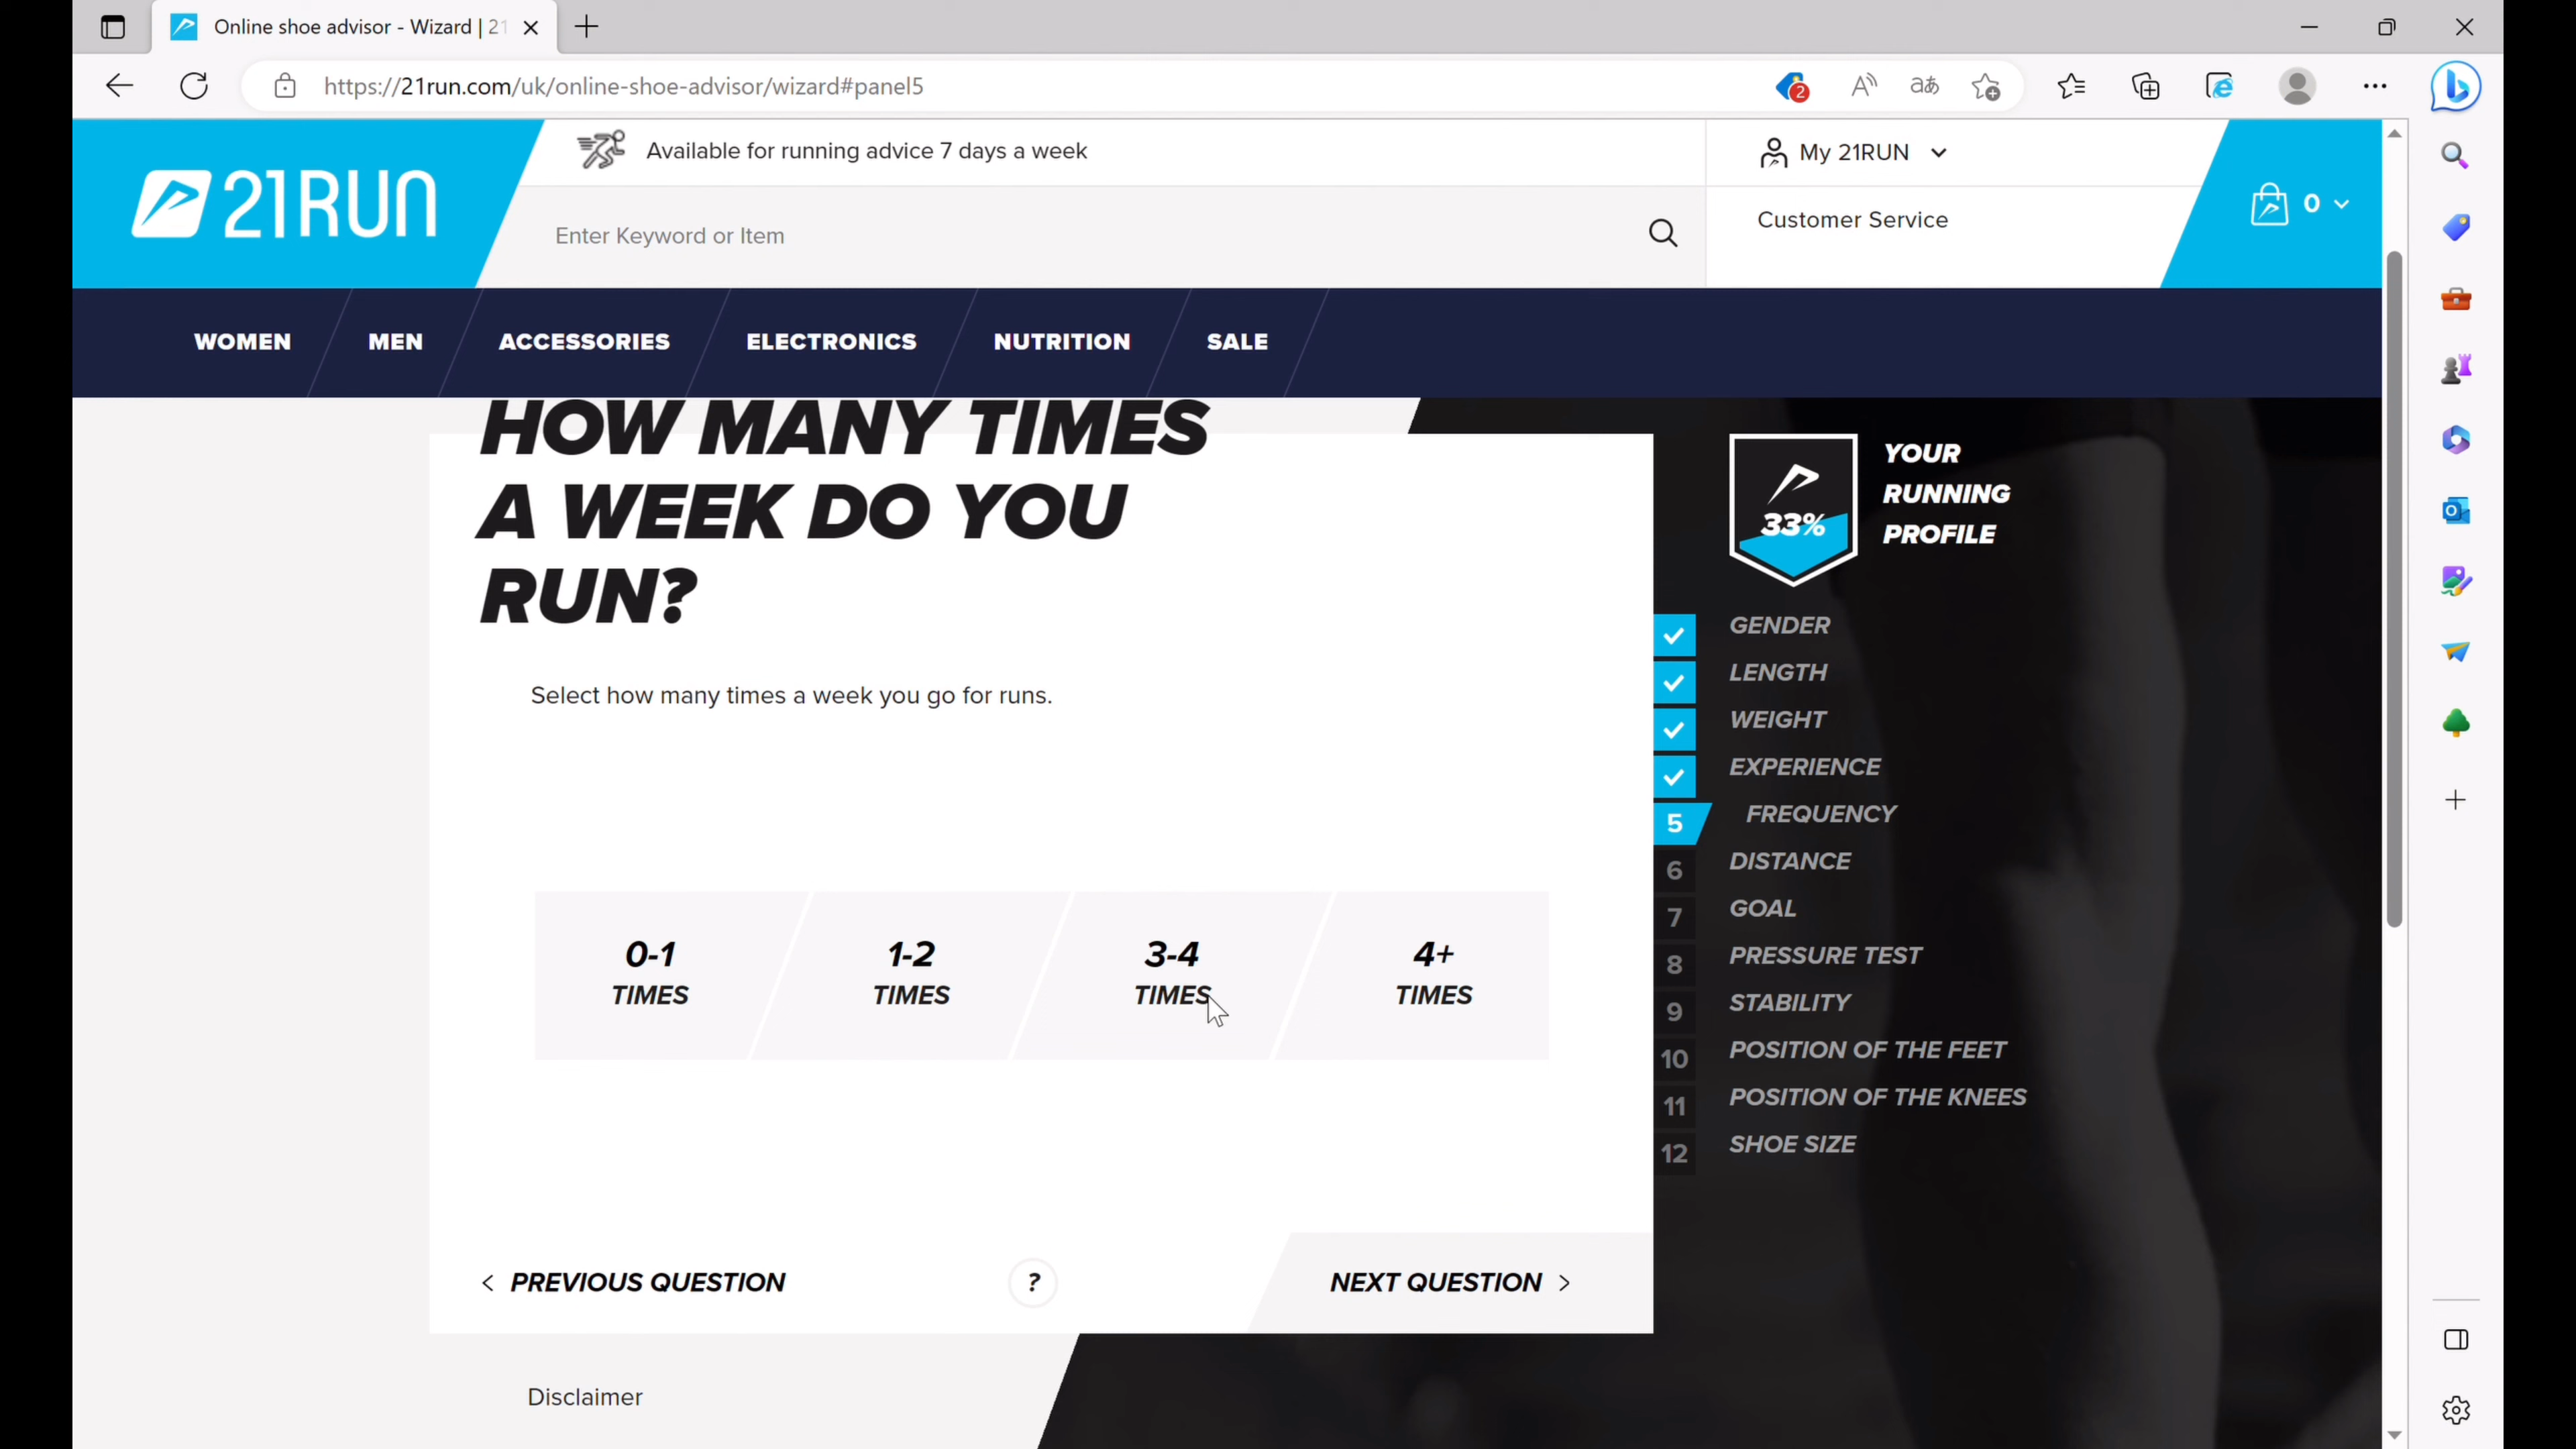 Online shoe advisor - Wizard | 21
https://21run.com/uk/online-shoe-advisor/wizard#panel5
2
21RUN
Available for running advice 7 days a week
My 21RUN
Enter Keyword or Item
Customer Service
0
WOMEN
MEN
ACCESSORIES
ELECTRONICS
NUTRITION
SALE
HOW MANY TIMES
A WEEK DO YOU
RUN?
Select how many times a week you go for runs.
0-1
TIMES
1-2
TIMES
3-4
TIMES
4+
TIMES
< PREVIOUS QUESTION
?
NEXT QUESTION >
Disclaimer
33%
YOUR
RUNNING
PROFILE
GENDER
LENGTH
WEIGHT
EXPERIENCE
5 FREQUENCY
6 DISTANCE
7 GOAL
8 PRESSURE TEST
9 STABILITY
10 POSITION OF THE FEET
11 POSITION OF THE KNEES
12 SHOE SIZE